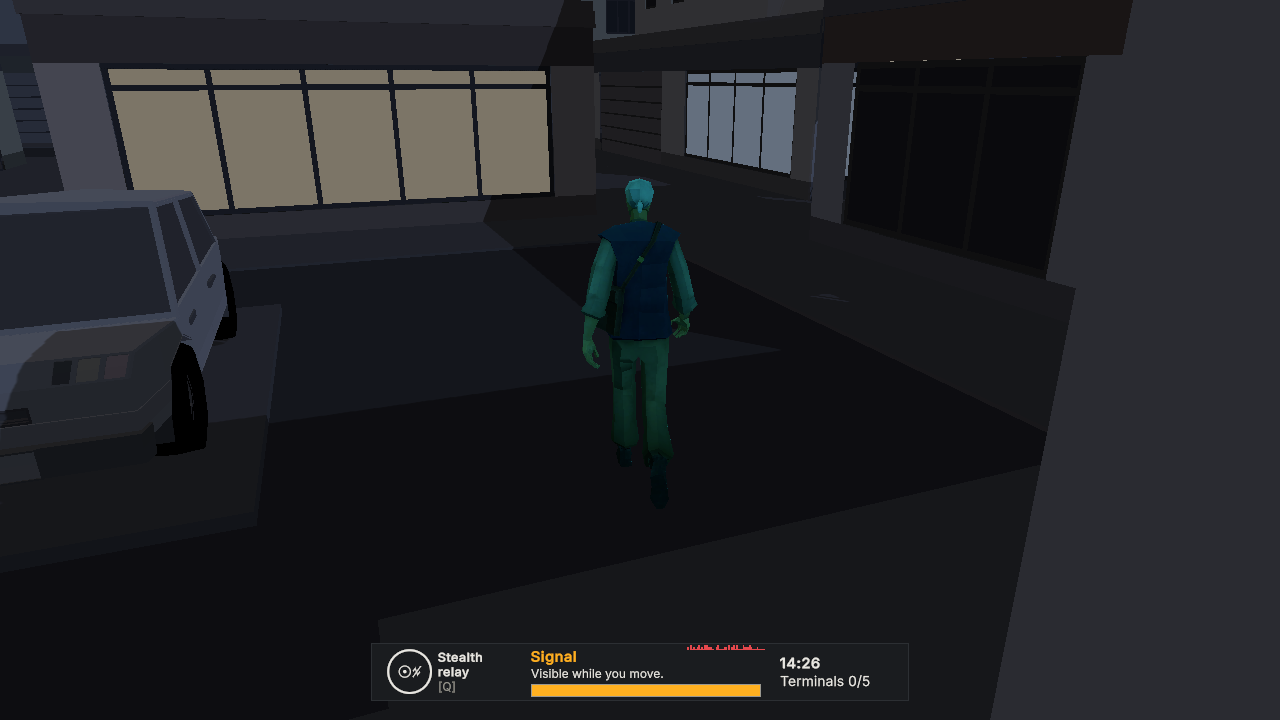 Stealth
relay
[Q]
Signal
Visible while you move.
14:26
Terminals 0/5